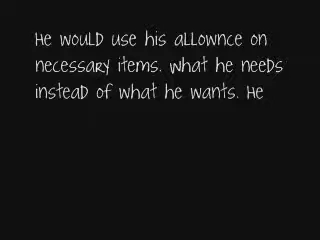 He would use his allownce on
necessary items. what he needs
instead of what he wants. He